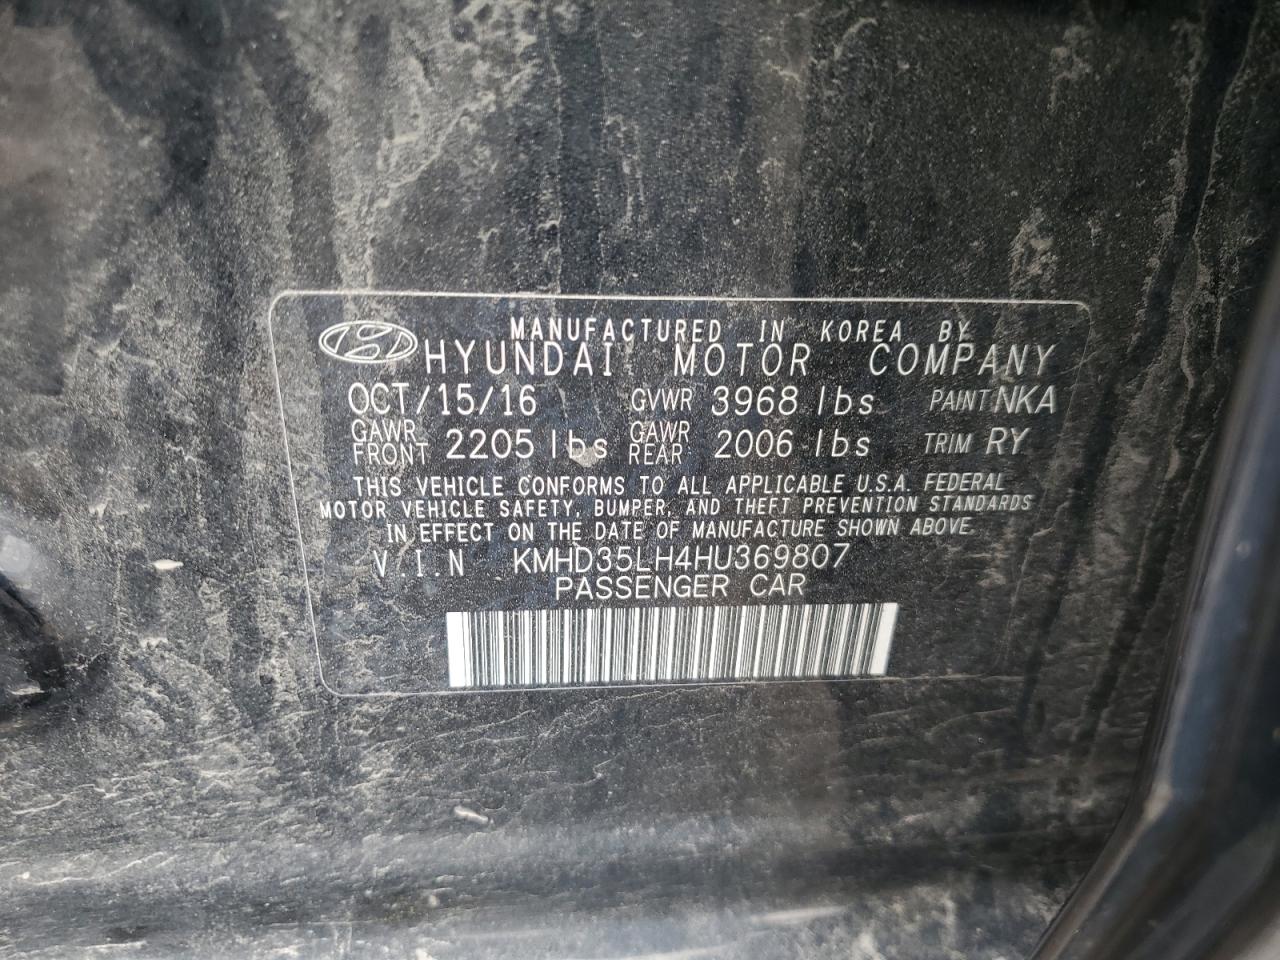 MANUFACTURED IN KOREA BY
HYUNDAI MOTOR COMPANY
OCT/15/16 GVWR 3968 lbs PAINT NKA
GAWR FRONT 2205 lbs GAWR REAR 2006 lbs TRIM RY
THIS VEHICLE CONFORMS TO ALL APPLICABLE U.S.A. FEDERAL
MOTOR VEHICLE SAFETY, BUMPER, AND THEFT PREVENTION STANDARDS
IN EFFECT ON THE DATE OF MANUFACTURE SHOWN ABOVE.
V.I.N KMHD35LH4HU369807
PASSENGER CAR